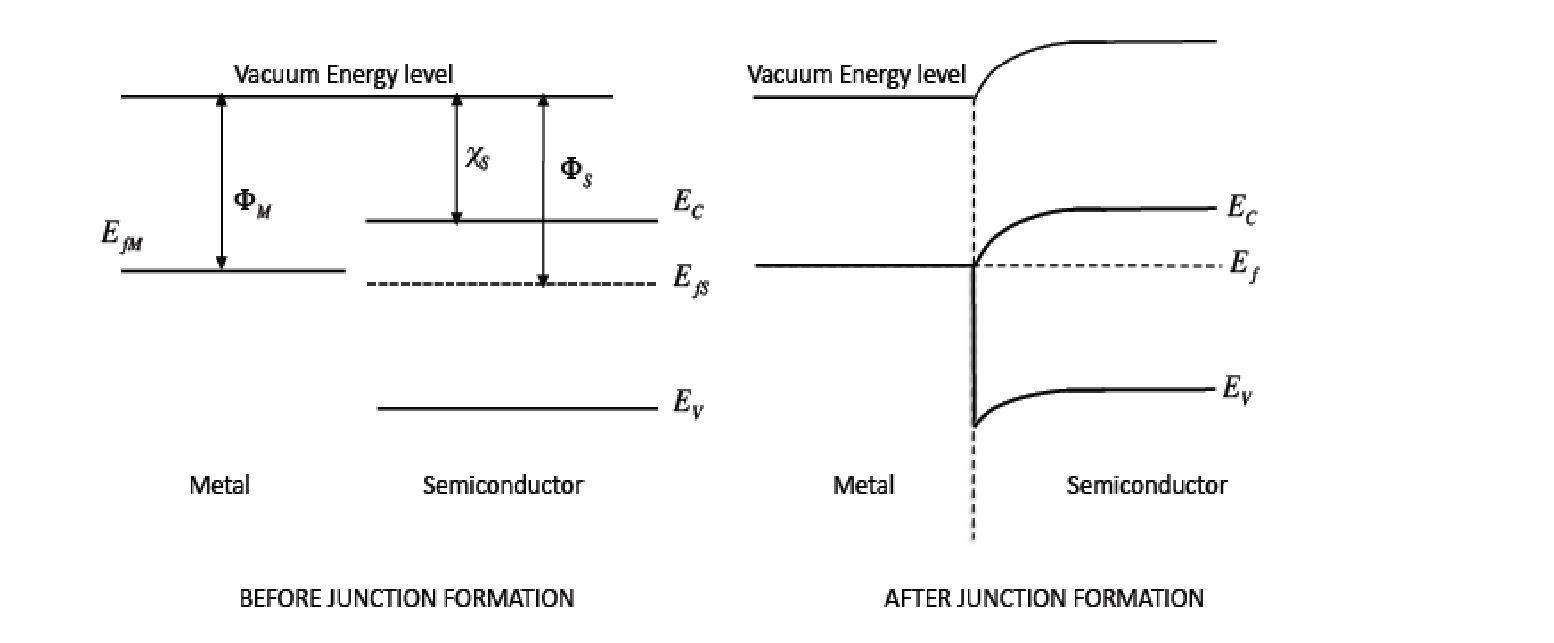 Vacuum Energy level
Φ_M
χ_S
Φ_S
E_fM
E_C
E_fS
E_V
Metal
Semiconductor
BEFORE JUNCTION FORMATION
Vacuum Energy level
E_C
E_f
E_V
Metal
Semiconductor
AFTER JUNCTION FORMATION